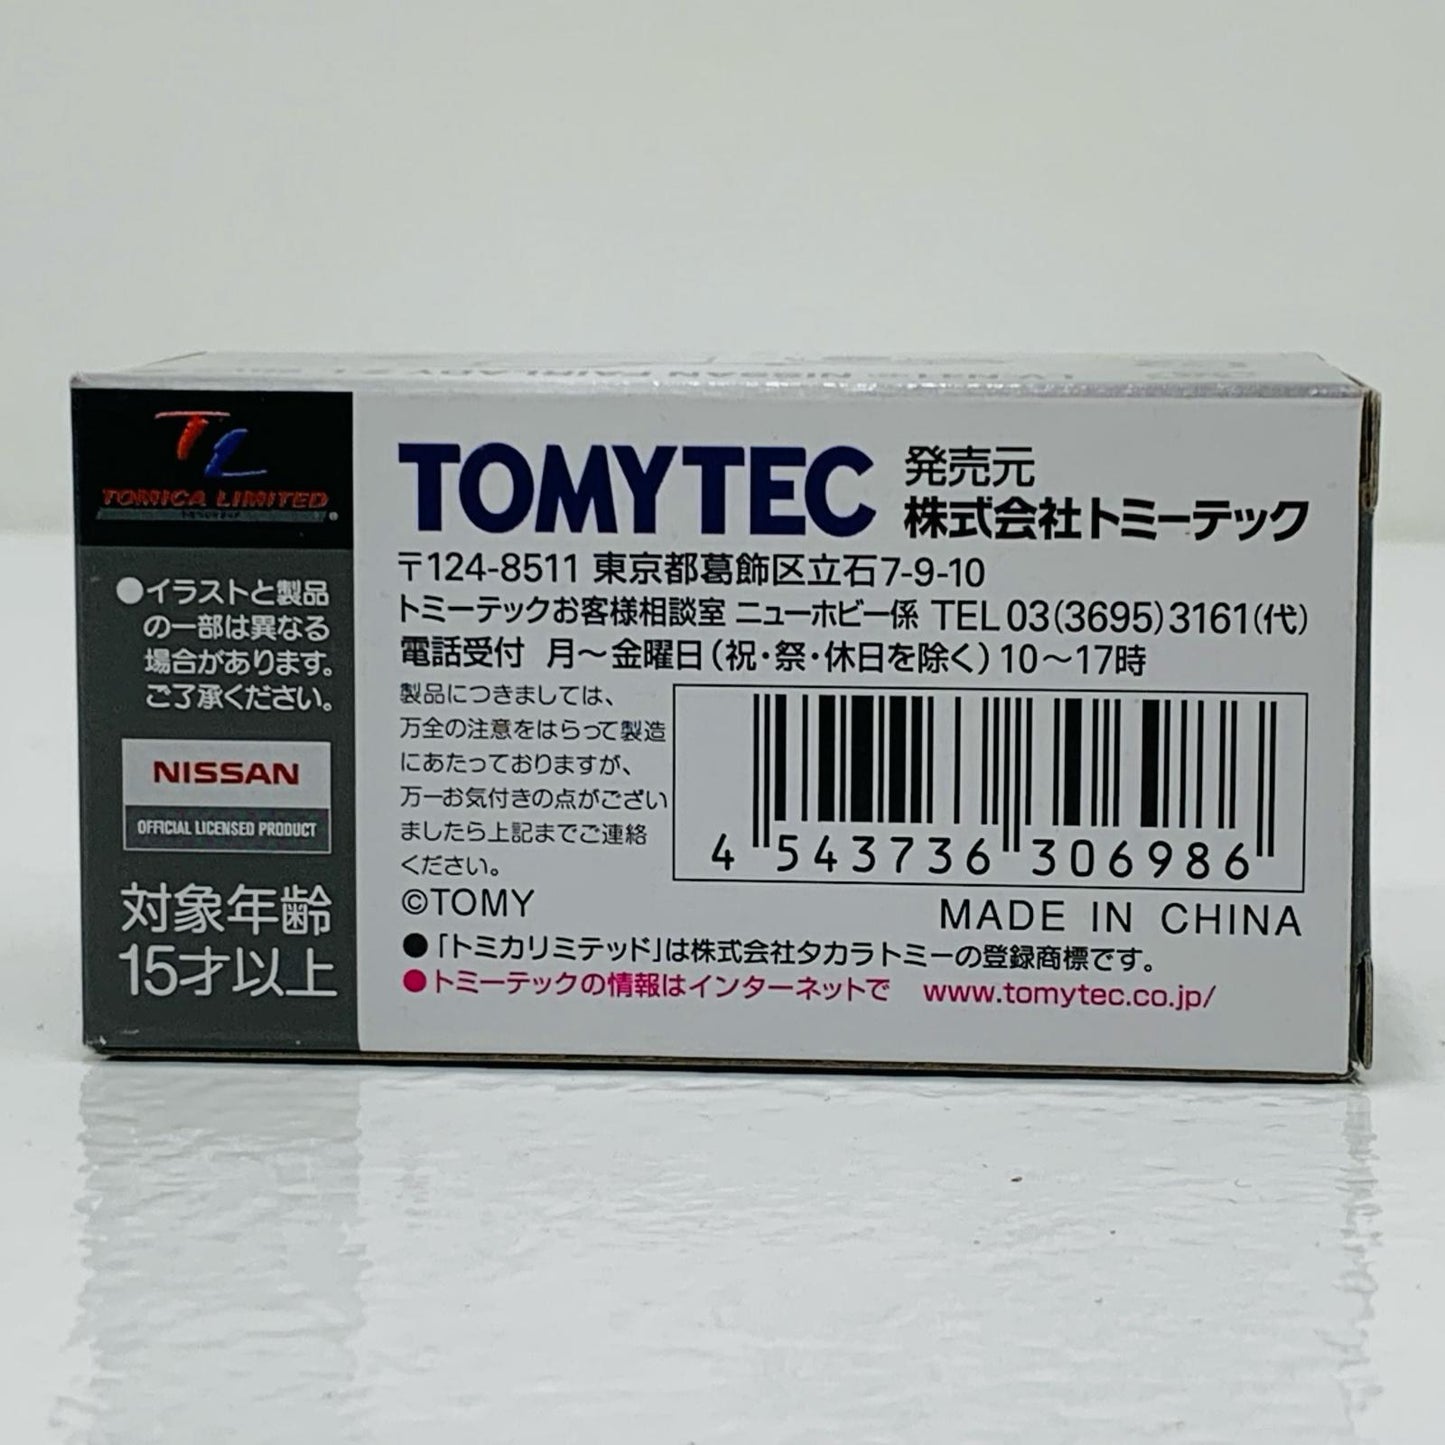 TL
TOMICA LIMITED
●イラストと製品
の一部は異なる
場合があります。
ご了承ください。
NISSAN
OFFICIAL LICENSED PRODUCT
対象年齢
15才以上
TOMYTEC 発売元
株式会社トミーテック
〒124-8511 東京都葛飾区立石7-9-10
トミーテックお客様相談室 ニューホビー係 TEL 03(3695)3161(代)
電話受付 月〜金曜日(祝・祭・休日を除く)10〜17時
製品につきましては、
万全の注意をはらって製造
にあたっておりますが、
万一お気付きの点がござい
ましたら上記までご連絡
ください。
4 543736 306986
©TOMY
MADE IN CHINA
●「トミカリミテッド」は株式会社タカラトミーの登録商標です。
●トミーテックの情報はインターネットで www.tomytec.co.jp/